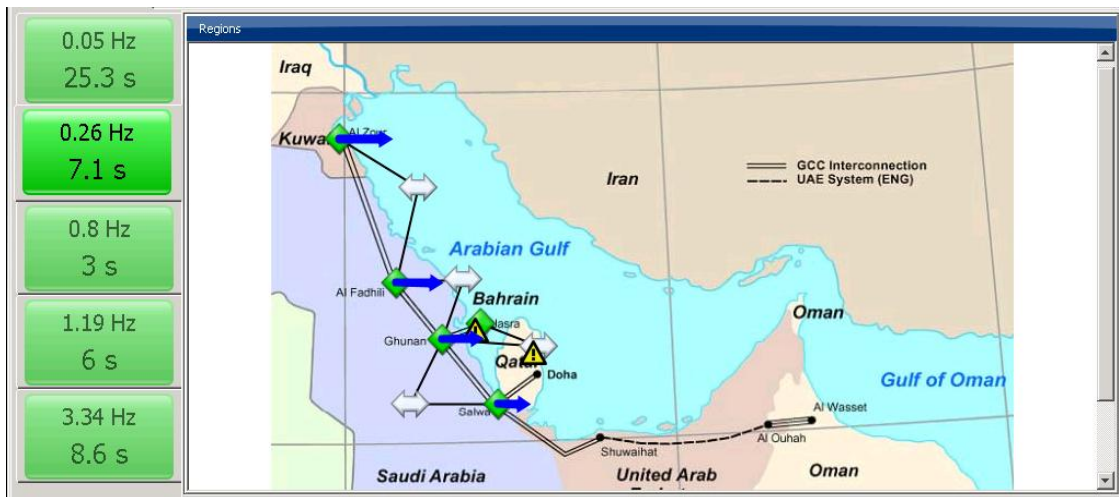 0.05 Hz
25.3 s
0.26 Hz
7.1 s
0.8 Hz
3 s
1.19 Hz
6 s
3.34 Hz
8.6 s
Regions
Iraq
Al Zour
GCC Interconnection
UAE System (ENG)
Iran
Arabian Gulf
Al Fadhili
Bahrain
Oman
Ghunan
Doha
Gulf of Oman
Salwa
Al Wasset
Al Ouhah
Shuwaihat
Saudi Arabia
United Arab
Oman